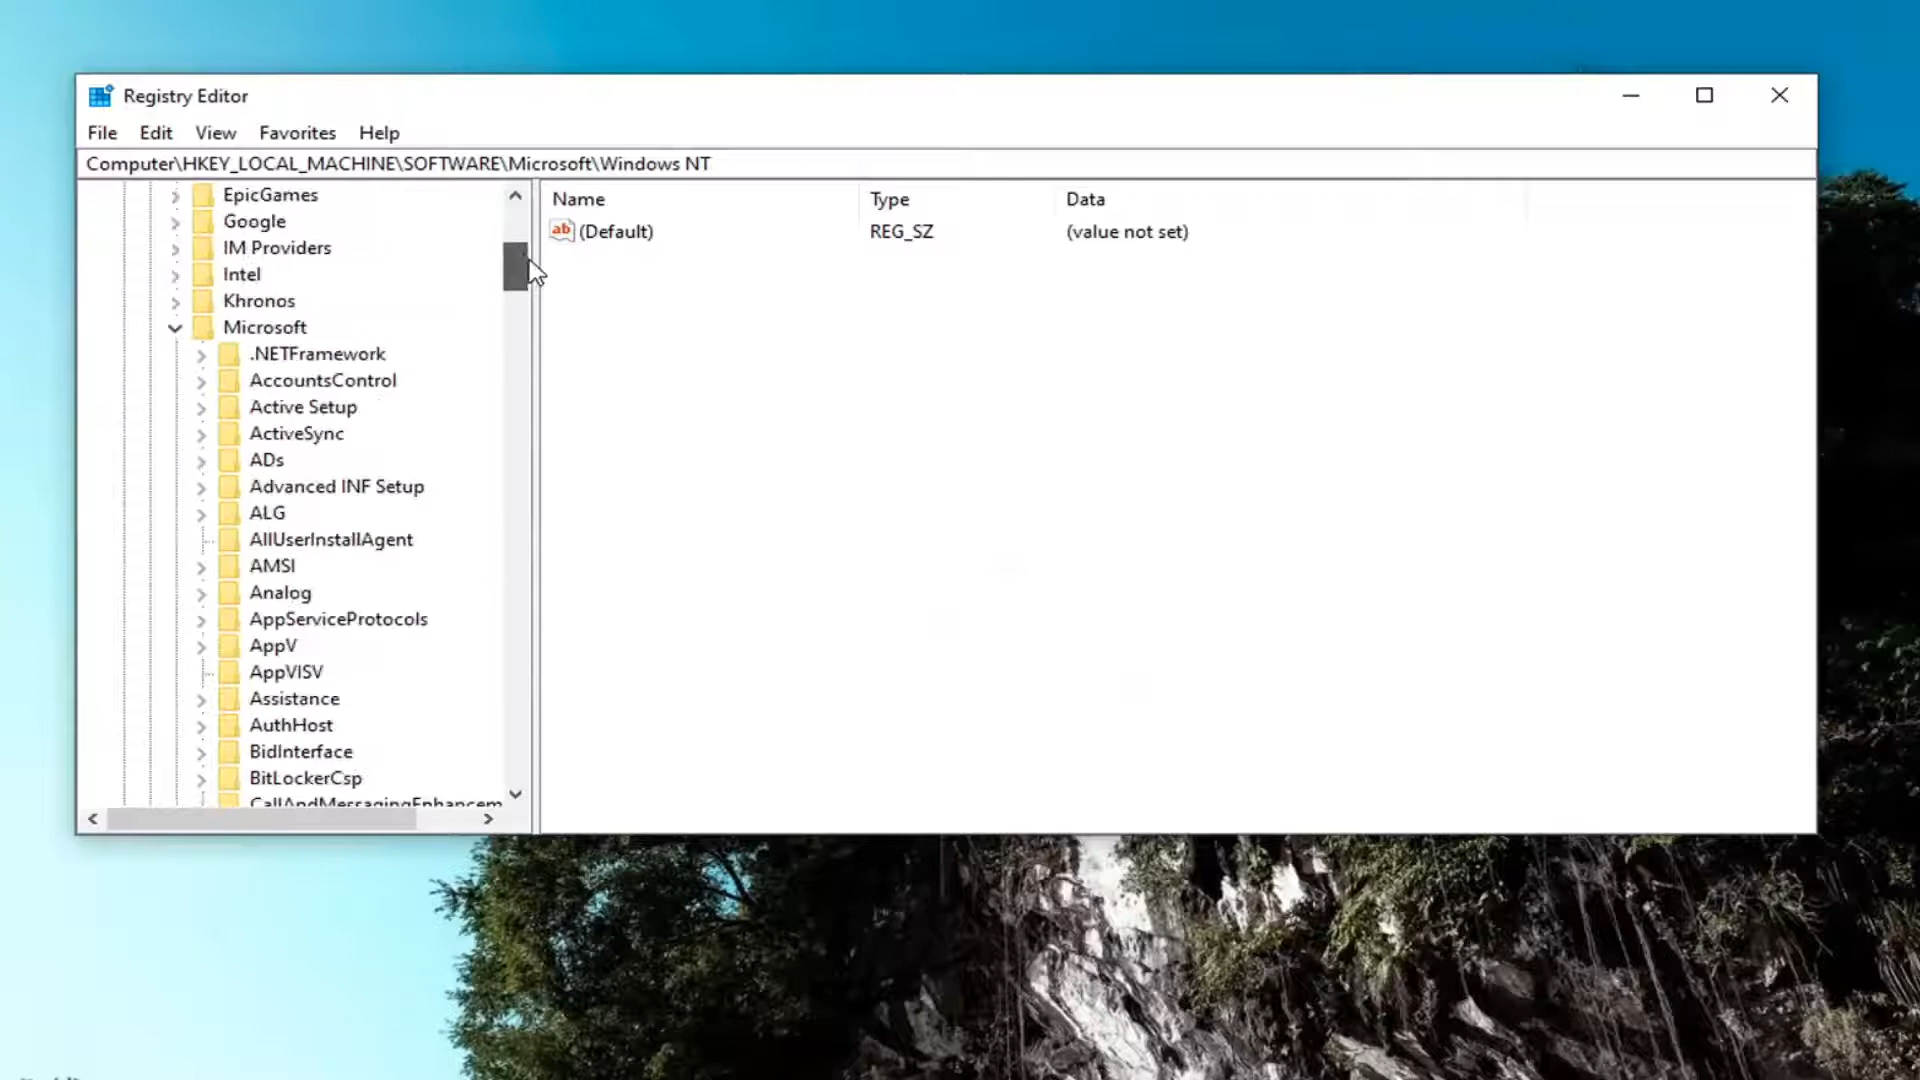 Registry Editor
File Edit View Favorites Help
Computer\HKEY_LOCAL_MACHINE\SOFTWARE\Microsoft\Windows NT
EpicGames
Google
IM Providers
Intel
Khronos
Microsoft
.NETFramework
AccountsControl
Active Setup
ActiveSync
ADs
Advanced INF Setup
ALG
AllUserInstallAgent
AMSI
Analog
AppServiceProtocols
AppV
AppVISV
Assistance
AuthHost
BidInterface
BitLockerCsp
CallAndMessagingEnhancem
Name Type Data
ab (Default) REG_SZ (value not set)